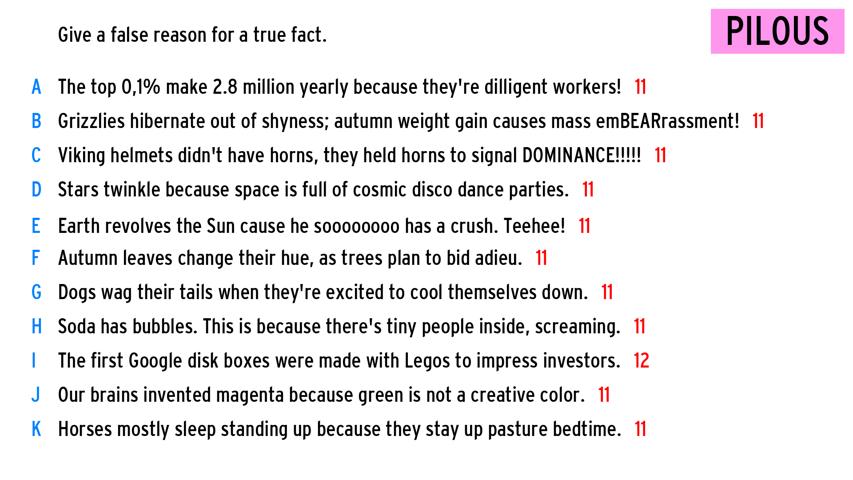 Give a false reason for a true fact.
PILOUS
A The top 0,1% make 2.8 million yearly because they're dilligent workers! 11
B Grizzlies hibernate out of shyness; autumn weight gain causes mass emBEARrassment! 11
C Viking helmets didn't have horns, they held horns to signal DOMINANCE!!!!! 11
D Stars twinkle because space is full of cosmic disco dance parties. 11
E Earth revolves the Sun cause he soooooooo has a crush. Teehee! 11
F Autumn leaves change their hue, as trees plan to bid adieu. 11
G Dogs wag their tails when they're excited to cool themselves down. 11
H Soda has bubbles. This is because there's tiny people inside, screaming. 11
I The first Google disk boxes were made with Legos to impress investors. 12
J Our brains invented magenta because green is not a creative color. 11
K Horses mostly sleep standing up because they stay up pasture bedtime. 11